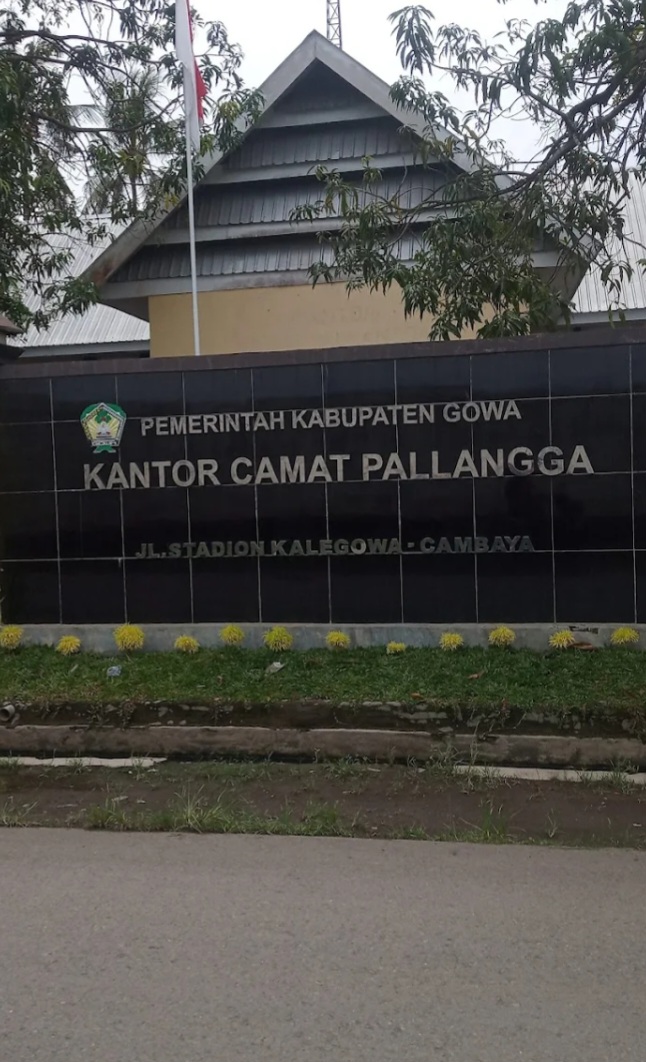 PEMERINTAH KABUPATEN GOWA
KANTOR CAMAT PALLANGGA
JL.STADION KALEGOWA - CAMBAYA